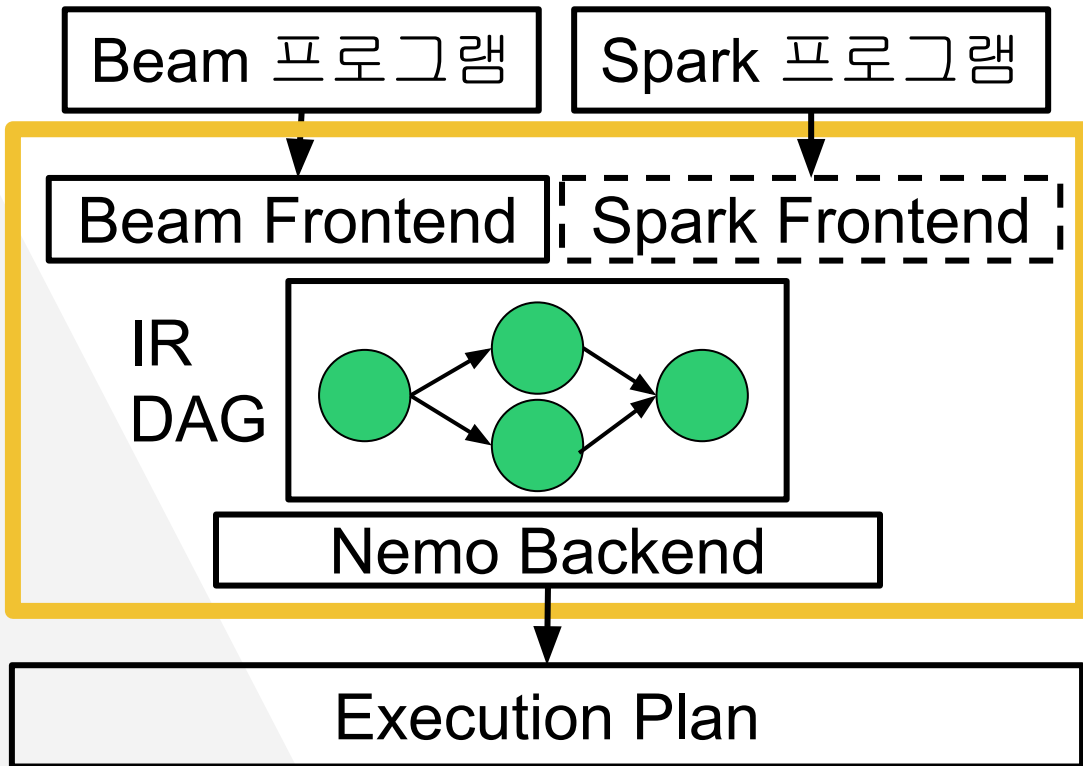 Beam 프로그램
Spark 프로그램
Beam Frontend
Spark Frontend
IR
DAG
Nemo Backend
Execution Plan